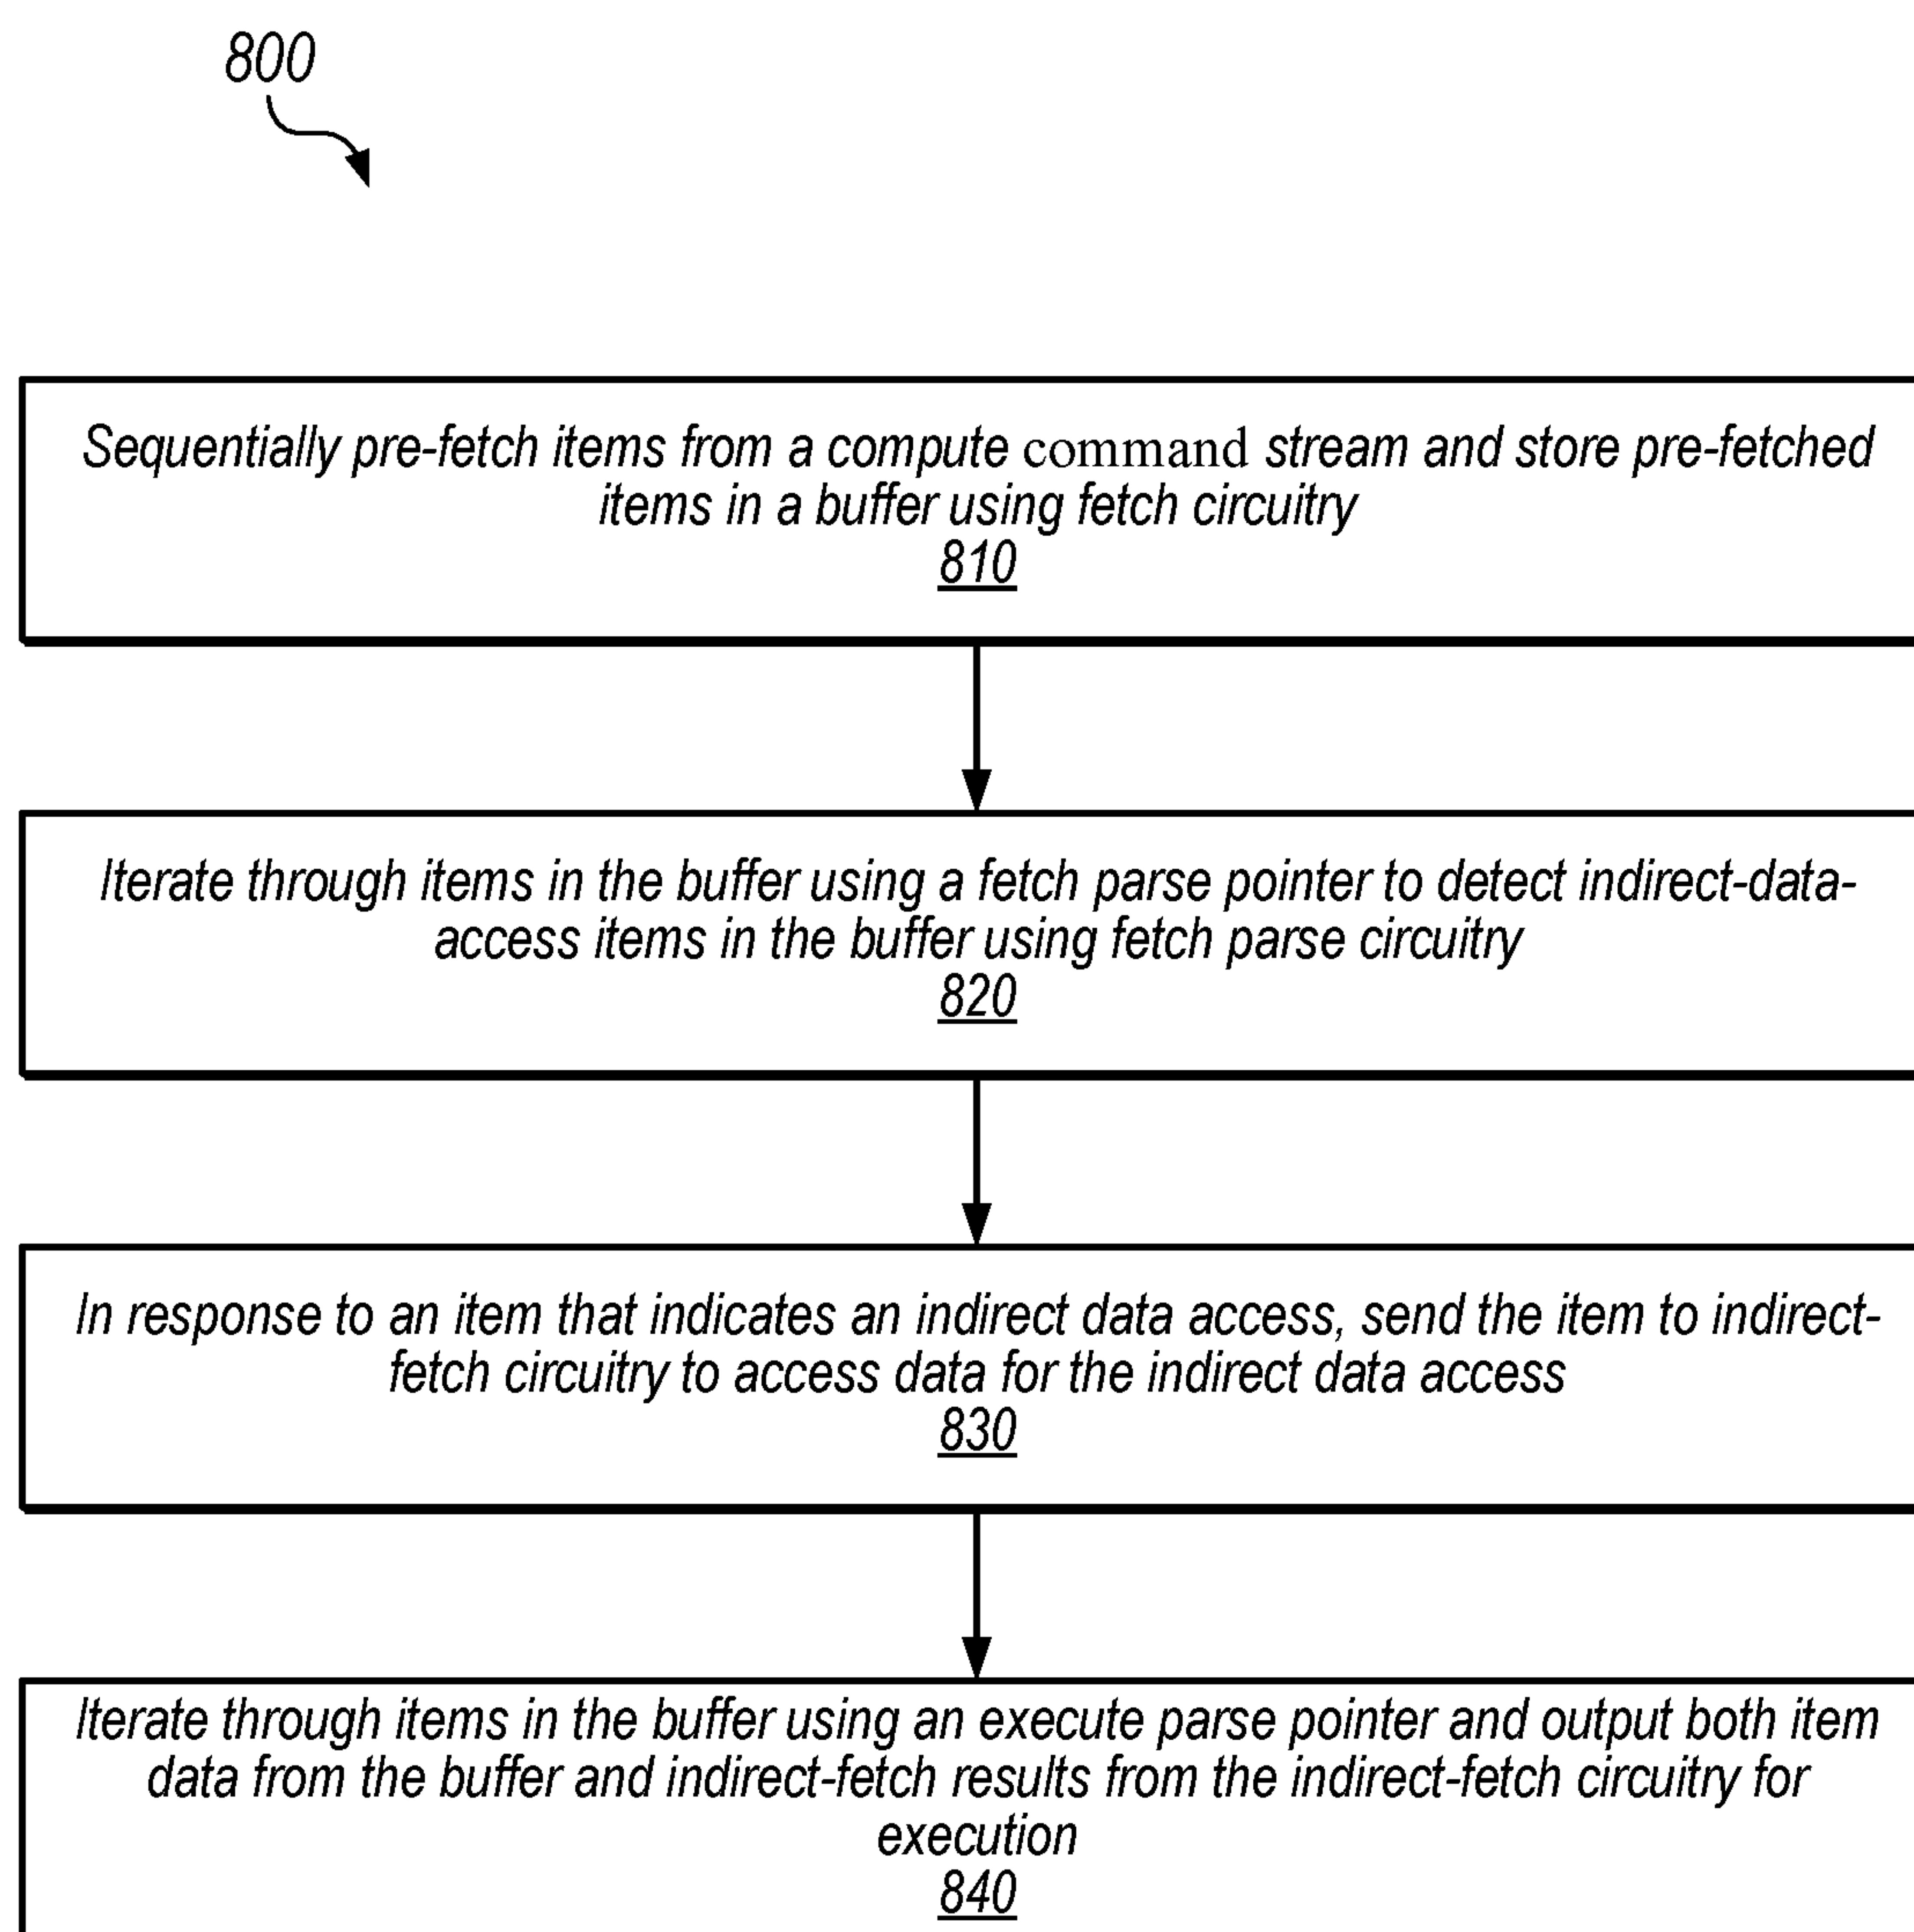 800
Sequentially pre-fetch items from a compute command stream and store pre-fetched
items in a buffer using fetch circuitry
810
Iterate through items in the buffer using a fetch parse pointer to detect indirect-data-
access items in the buffer using fetch parse circuitry
820
In response to an item that indicates an indirect data access, send the item to indirect-
fetch circuitry to access data for the indirect data access
830
Iterate through items in the buffer using an execute parse pointer and output both item
data from the buffer and indirect-fetch results from the indirect-fetch circuitry for
execution
840